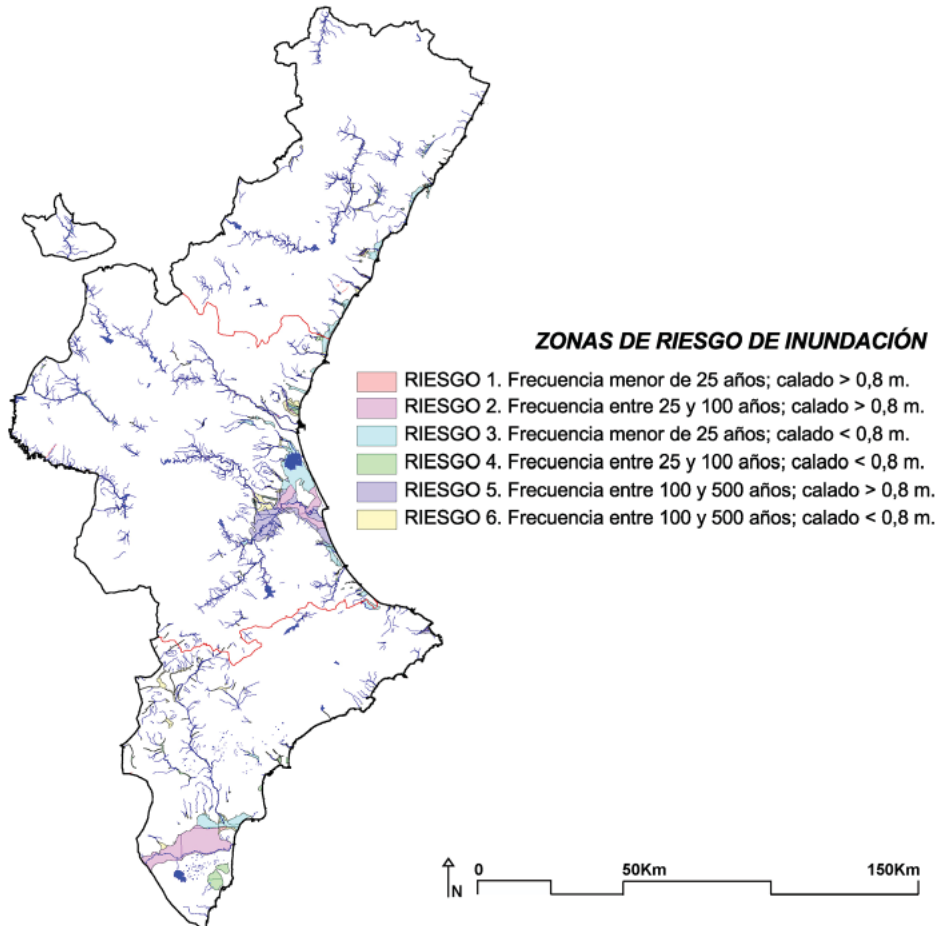 ZONAS DE RIESGO DE INUNDACIÓN
RIESGO 1. Frecuencia menor de 25 años; calado > 0,8 m.
RIESGO 2. Frecuencia entre 25 y 100 años; calado > 0,8 m.
RIESGO 3. Frecuencia menor de 25 años; calado < 0,8 m.
RIESGO 4. Frecuencia entre 25 y 100 años; calado < 0,8 m.
RIESGO 5. Frecuencia entre 100 y 500 años; calado > 0,8 m.
RIESGO 6. Frecuencia entre 100 y 500 años; calado < 0,8 m.
N 0 50Km 150Km